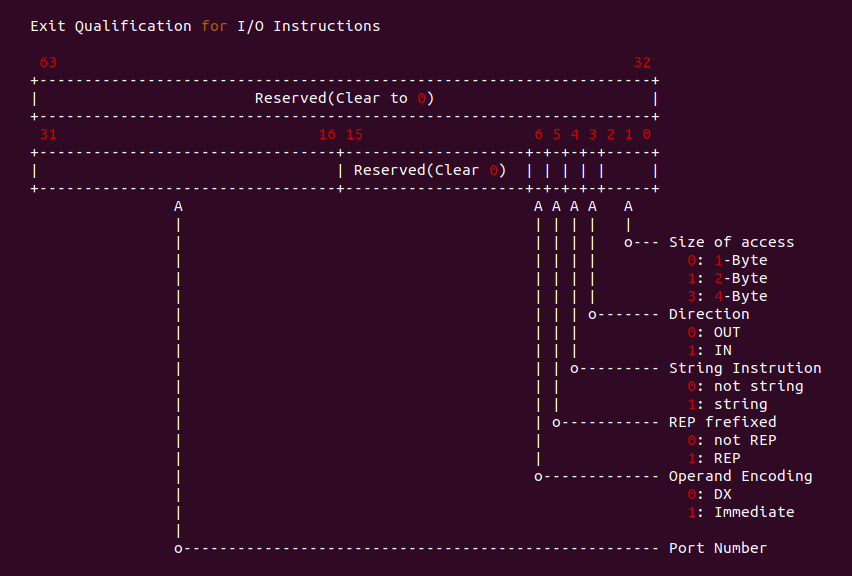 Exit Qualification for I/O Instructions
63 32
+--------------------------------------------------------------------+
| Reserved(Clear to 0) |
+--------------------------------------------------------------------+
31 16 15 6 5 4 3 2 1 0
+---------------------------------+--------------------+-+-+-+-+-----+
| | Reserved(Clear 0) | | | | | |
+---------------------------------+--------------------+-+-+-+-+-----+
A A A A A A
| | | | | |
| | | | | o--- Size of access
| | | | | 0: 1-Byte
| | | | | 1: 2-Byte
| | | | | 3: 4-Byte
| | | | o------- Direction
| | | | 0: OUT
| | | | 1: IN
| | | o--------- String Instrution
| | | 0: not string
| | | 1: string
| | o----------- REP frefixed
| | 0: not REP
| | 1: REP
| o------------- Operand Encoding
| 0: DX
| 1: Immediate
|
o----------------------------------------------------- Port Number